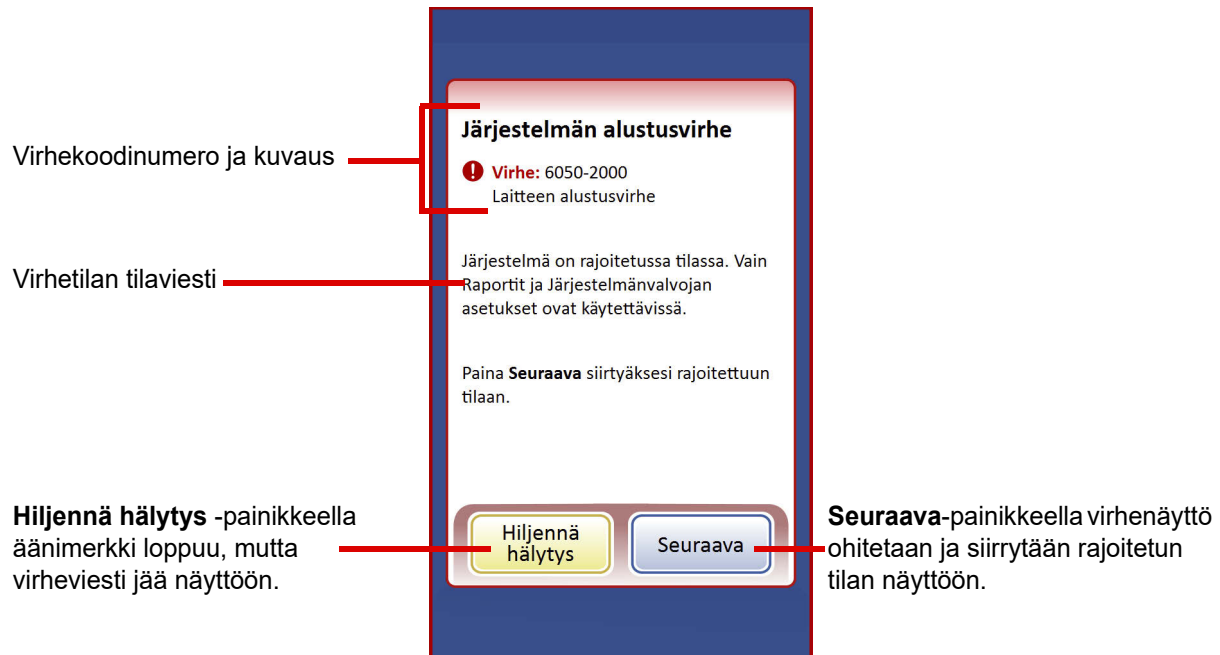 Virhekoodinumero ja kuvaus
Virhetilan tilaviesti
Hiljennä hälytys -painikkeella
äänimerkki loppuu, mutta
virheviesti jää näyttöön.
Järjestelmän alustusvirhe
! Virhe: 6050-2000
Laitteen alustusvirhe
Järjestelmä on rajoitetussa tilassa. Vain
Raportit ja Järjestelmänvalvojan
asetukset ovat käytettävissä.
Paina Seuraava siirtyäksesi rajoitettuun
tilaan.
Hiljennä
hälytys
Seuraava
Seuraava-painikkeella virhenäyttö
ohitetaan ja siirrytään rajoitetun
tilan näyttöön.